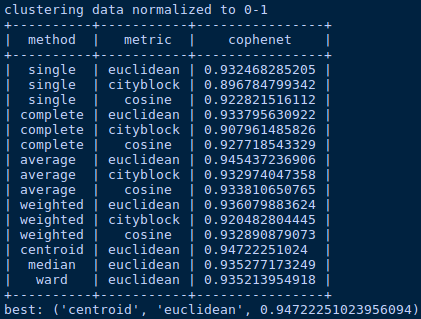 clustering data normalized to 0-1
+----------+-----------+----------------+
|  method  |   metric  |    cophenet    |
+----------+-----------+----------------+
|  single  | euclidean | 0.932468285205 |
|  single  | cityblock | 0.896784799342 |
|  single  |   cosine  | 0.922821516112 |
| complete | euclidean | 0.933795630922 |
| complete | cityblock | 0.907961485826 |
| complete |   cosine  | 0.927718543329 |
| average  | euclidean | 0.945437236906 |
| average  | cityblock | 0.932974047358 |
| average  |   cosine  | 0.933810650765 |
| weighted | euclidean | 0.936079883624 |
| weighted | cityblock | 0.920482804445 |
| weighted |   cosine  | 0.932890879073 |
| centroid | euclidean | 0.94722251024  |
|  median  | euclidean | 0.935277173249 |
|   ward   | euclidean | 0.935213954918 |
+----------+-----------+----------------+
best: ('centroid', 'euclidean', 0.94722251023956094)